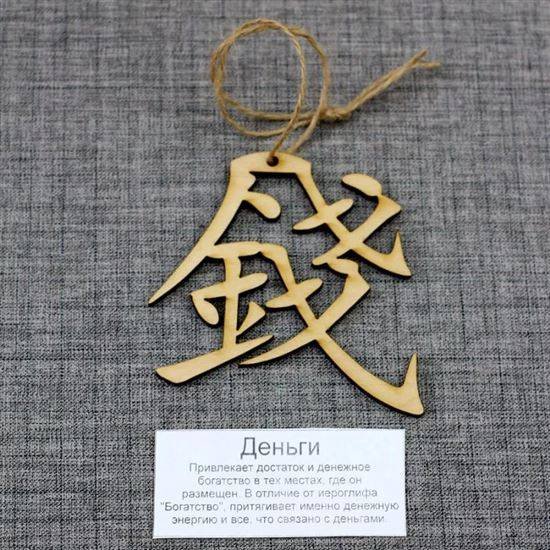 錢
Деньги
Привлекает достаток и денежное
богатство в тех местах, где он
размещен. В отличие от иероглифа
"Богатство", притягивает именно денежную
энергию и все, что связано с деньгами.